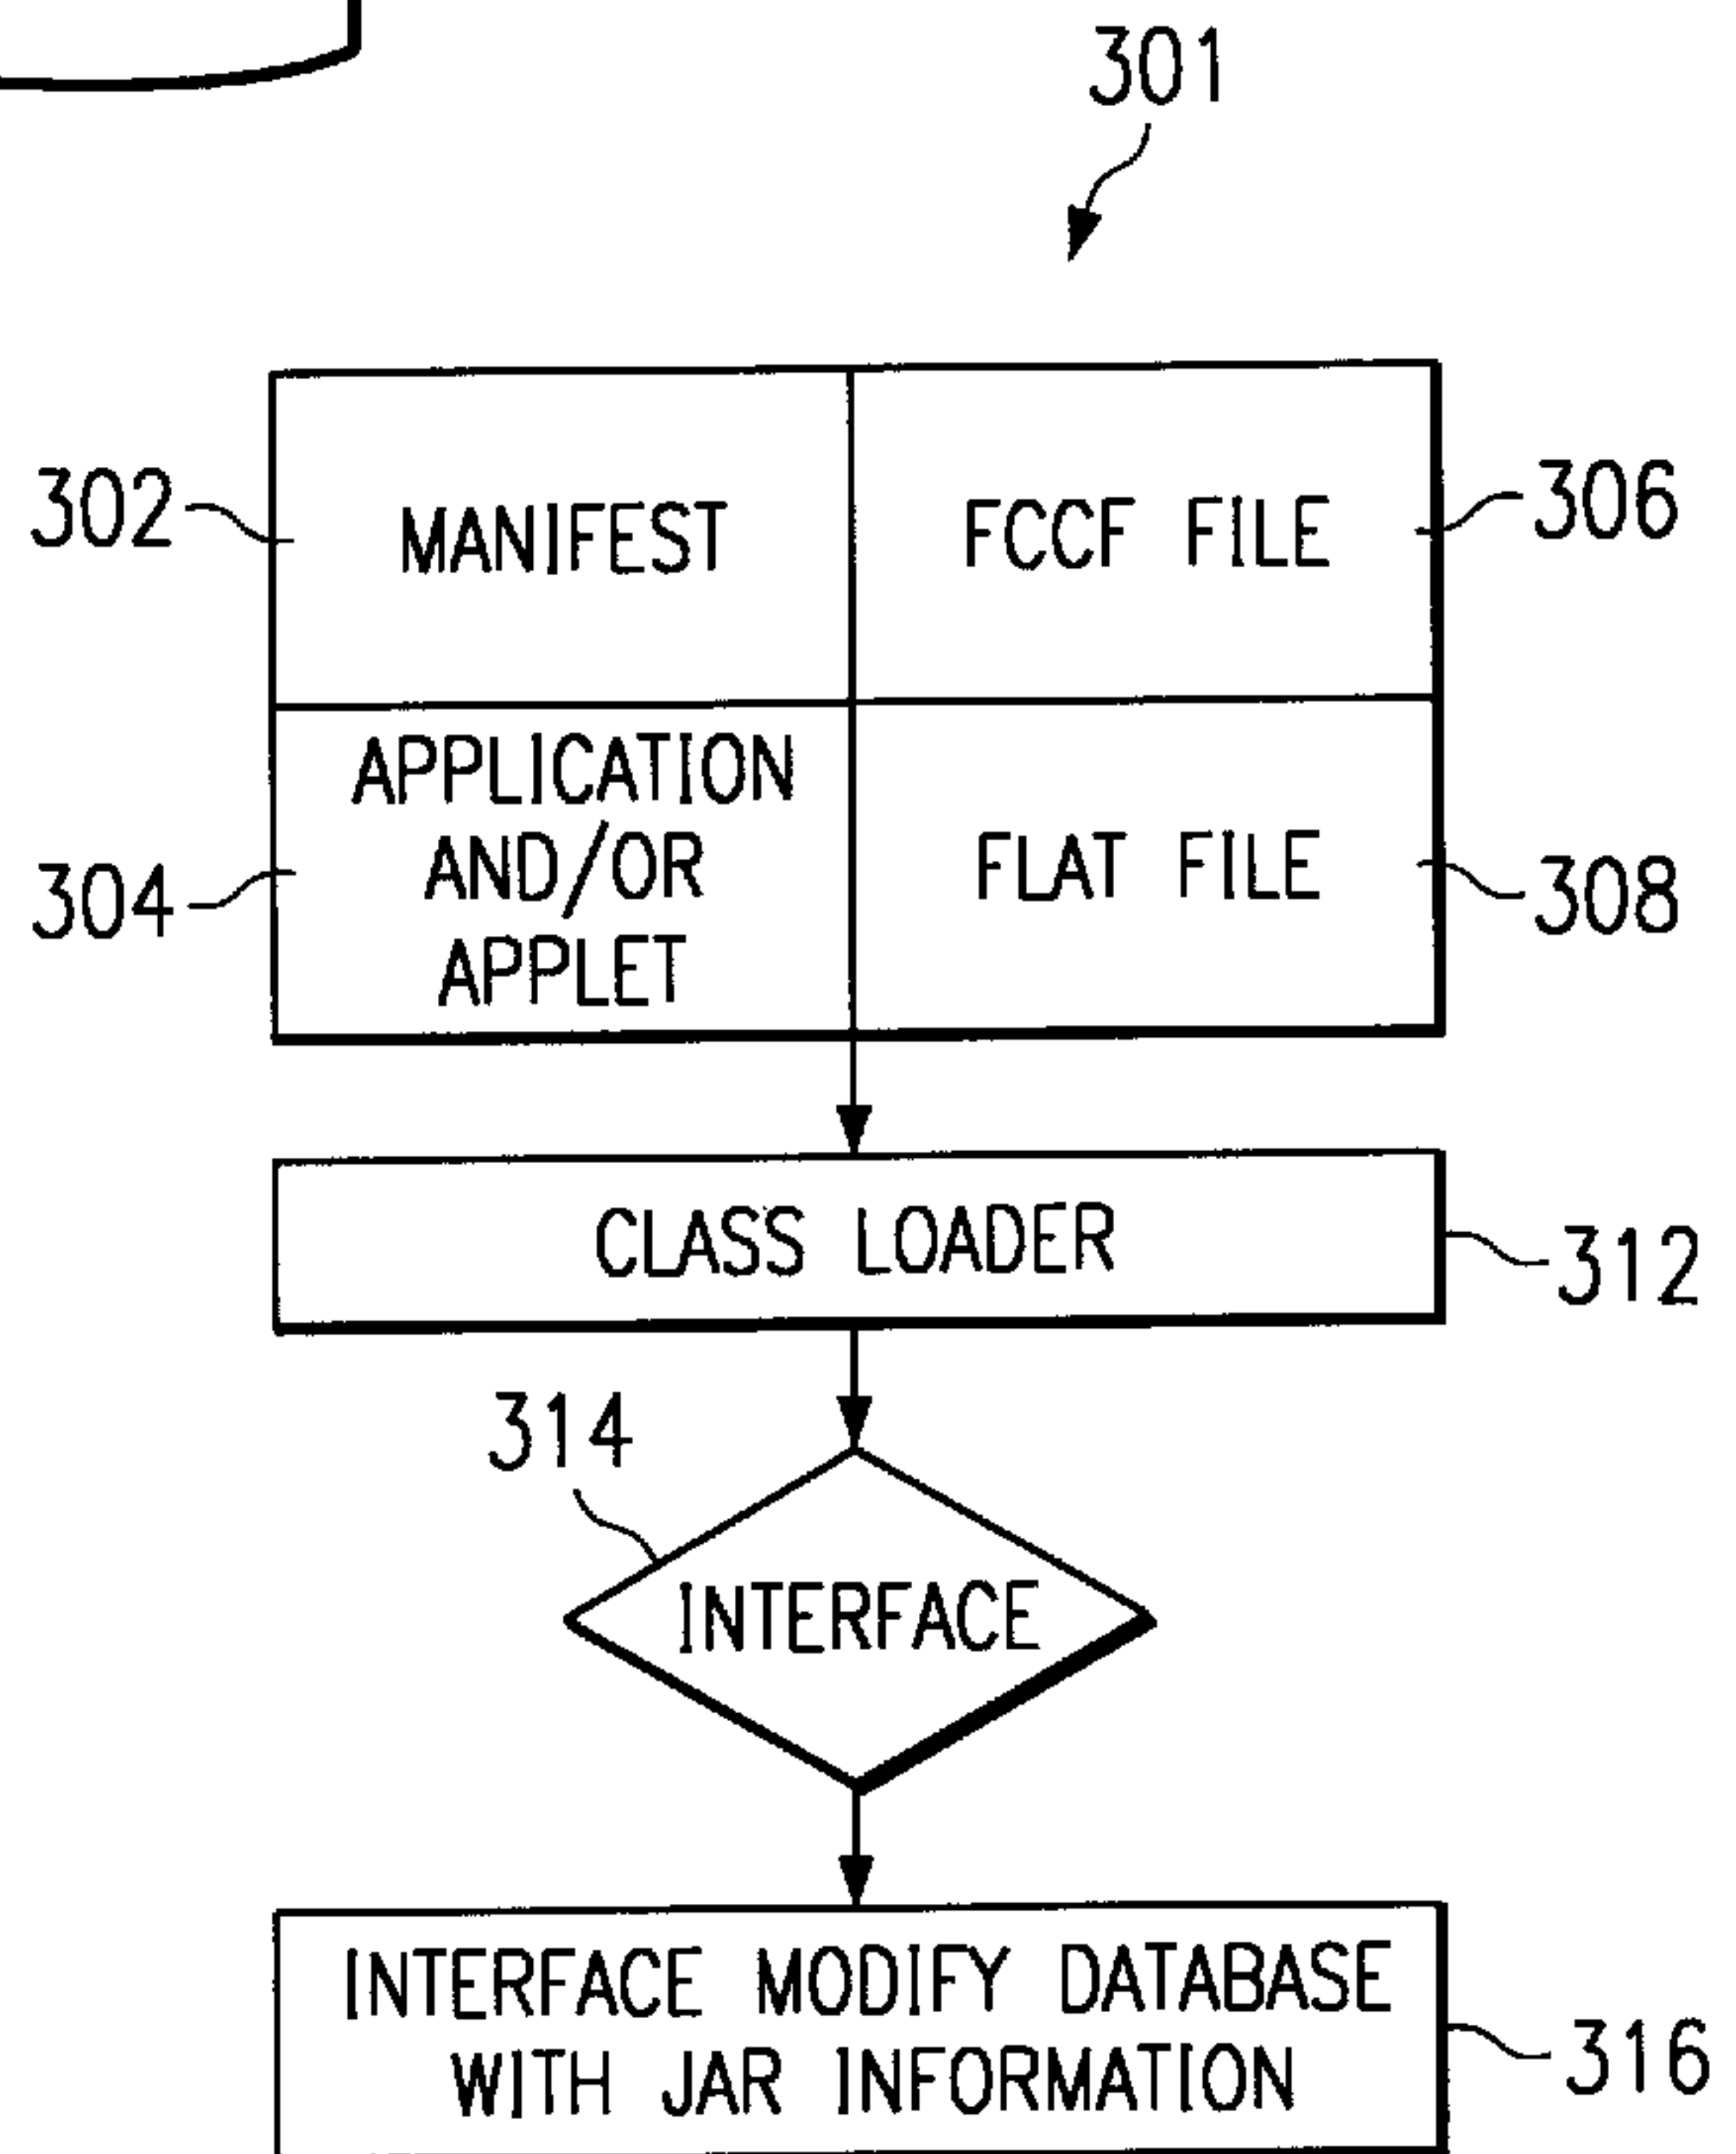 301
302
MANIFEST
FCCF FILE
306
304
APPLICATION
AND/OR
APPLET
FLAT FILE
308
CLASS LOADER
312
314
INTERFACE
INTERFACE MODIFY DATABASE
WITH JAR INFORMATION
316